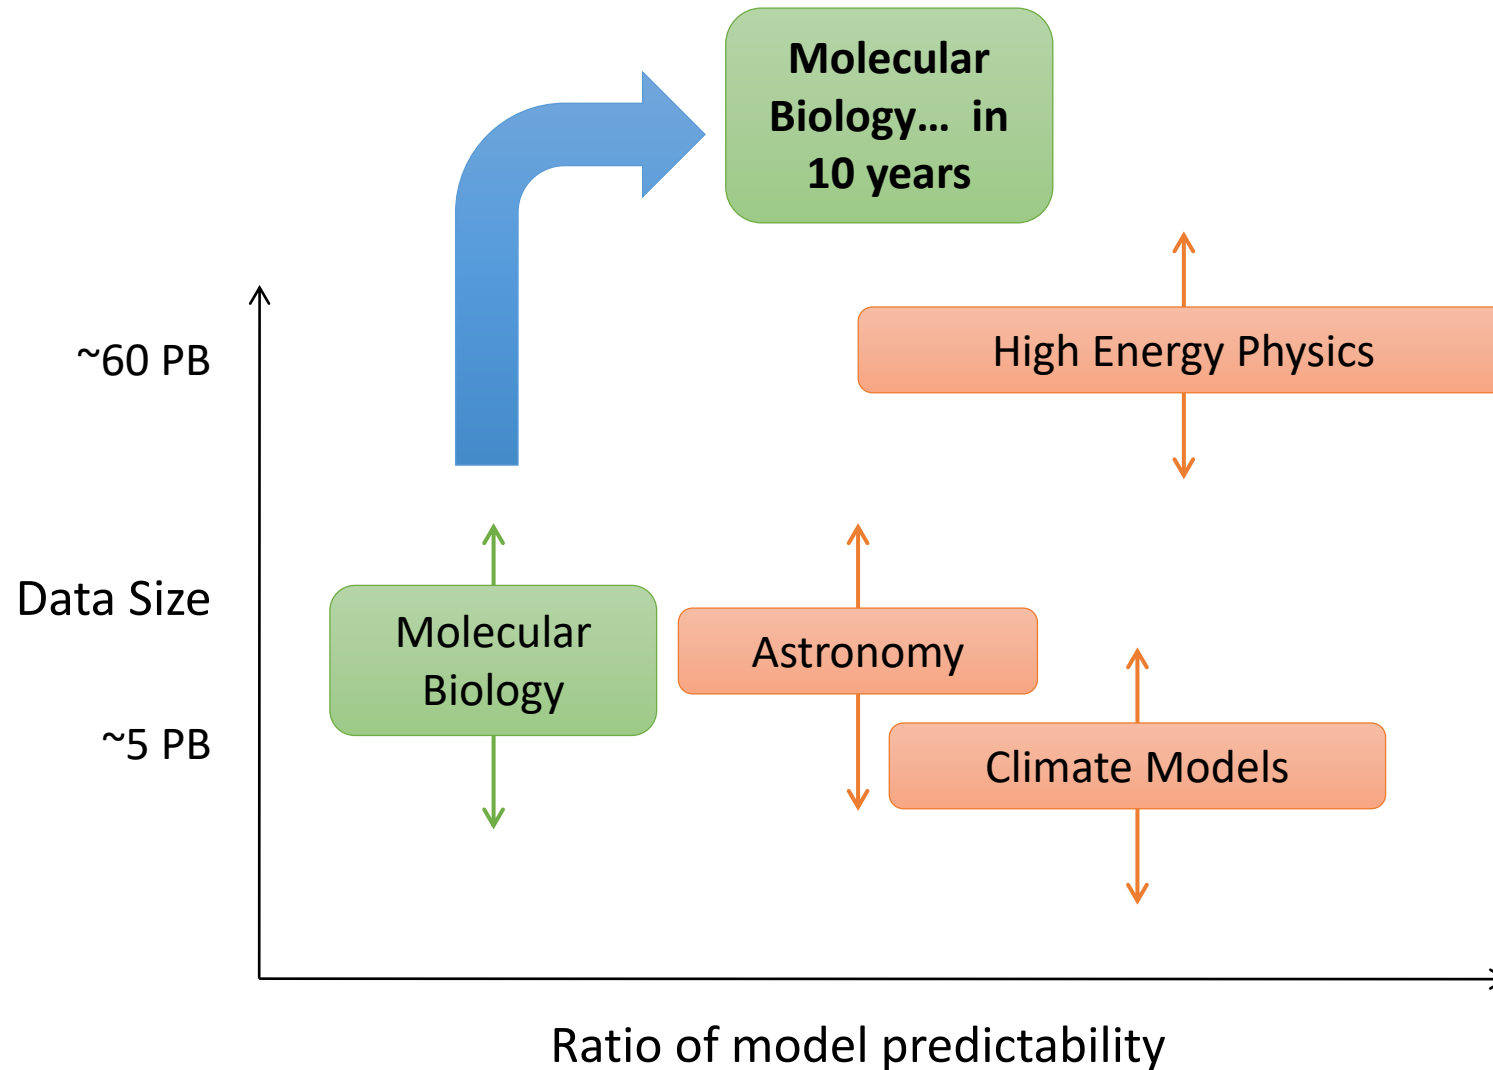 Molecular
Biology… in
10 years
~60 PB
High Energy Physics
Data Size
Molecular
Biology
Astronomy
~5 PB
Climate Models
Ratio of model predictability